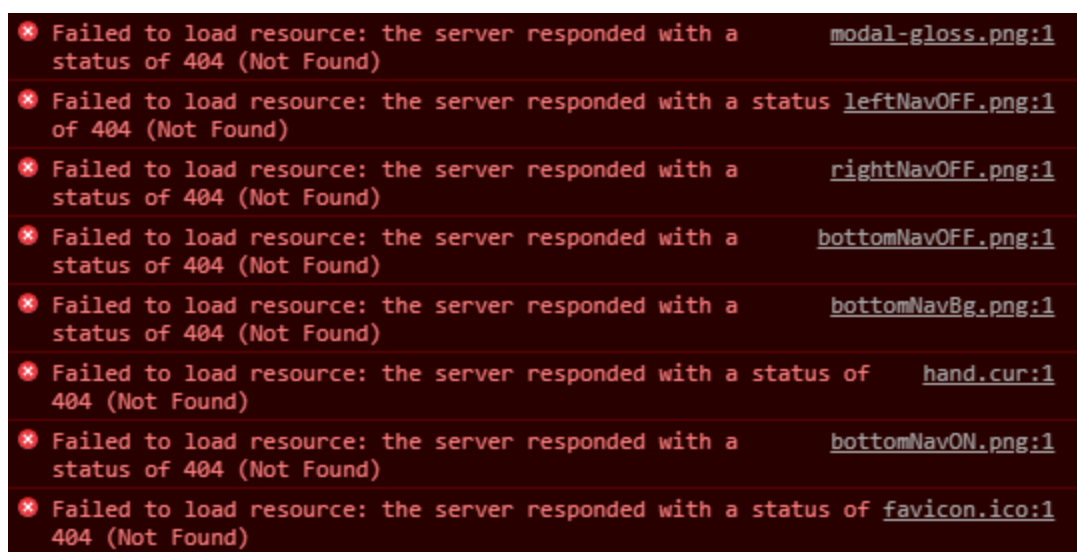 Failed to load resource: the server responded with a modal-gloss.png:1
status of 404 (Not Found)
Failed to load resource: the server responded with a status leftNavOFF.png:1
of 404 (Not Found)
Failed to load resource: the server responded with a rightNavOFF.png:1
status of 404 (Not Found)
Failed to load resource: the server responded with a bottomNavOFF.png:1
status of 404 (Not Found)
Failed to load resource: the server responded with a bottomNavBg.png:1
status of 404 (Not Found)
Failed to load resource: the server responded with a status of hand.cur:1
404 (Not Found)
Failed to load resource: the server responded with a bottomNavON.png:1
status of 404 (Not Found)
Failed to load resource: the server responded with a status of favicon.ico:1
404 (Not Found)